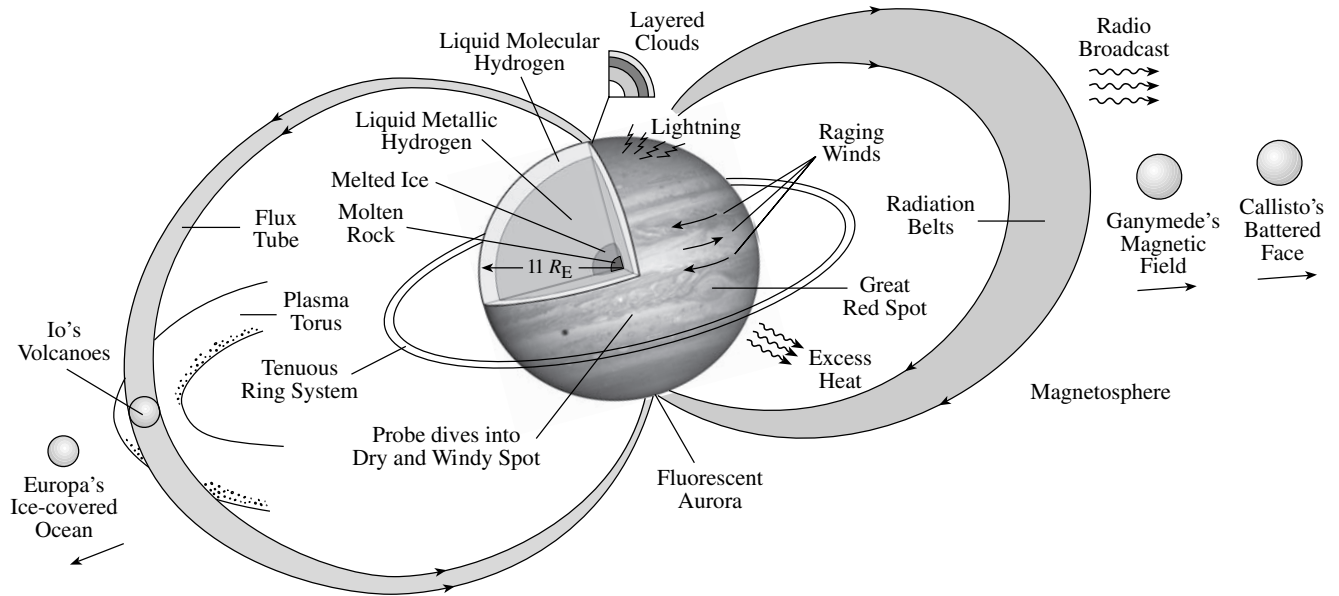 Layered
Clouds
Liquid Molecular
Hydrogen
Radio
Broadcast
Liquid Metallic
Hydrogen
Lightning
Raging
Winds
Melted Ice
Molten
Rock
Flux
Tube
Radiation
Belts
Ganymede's
Magnetic
Field
Callisto's
Battered
Face
11 RE
Plasma
Torus
Great
Red Spot
Io's
Volcanoes
Tenuous
Ring System
Excess
Heat
Magnetosphere
Probe dives into
Dry and Windy Spot
Fluorescent
Aurora
Europa's
Ice-covered
Ocean